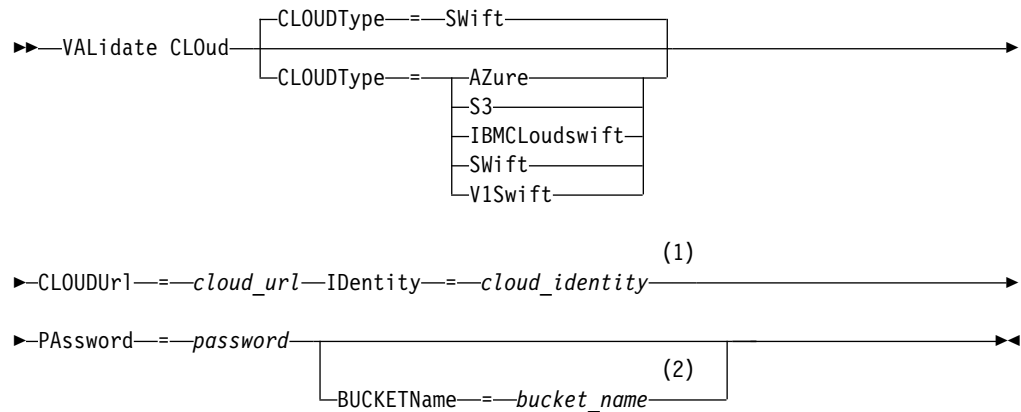 CLOUDType = SWift
VALidate CLOud
CLOUDType = AZure
S3
IBMCLoudswift
SWift
V1Swift
(1)
CLOUDUrl = cloud_url IDentity = cloud_identity
PAssword = password
(2)
BUCKETName = bucket_name